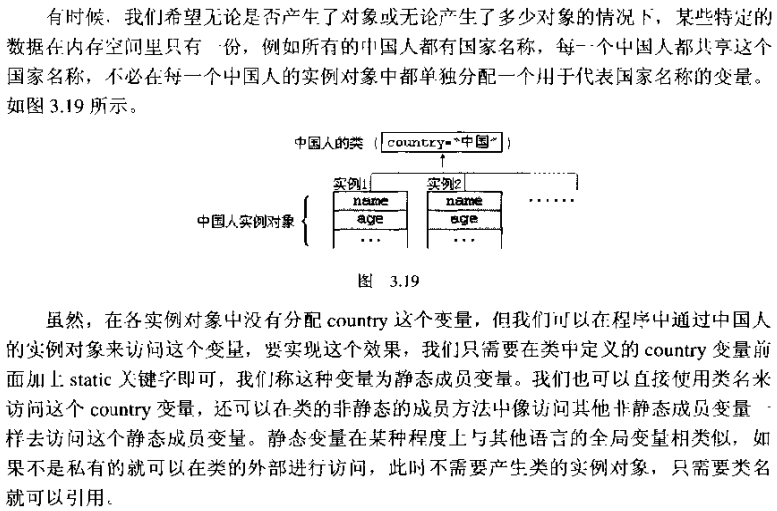 有时候，我们希望无论是否产生了对象或无论产生了多少对象的情况下，某些特定的
数据在内存空间里只有一份，例如所有的中国人都有国家名称，每一个中国人都共享这个
国家名称，不必在每一个中国人的实例对象中都单独分配一个用于代表国家名称的变量。
如图 3.19 所示。
中国人的类 ( country="中国" )
实例1 实例2
name name ······
中国人实例对象 age age
··· ···
图 3.19
虽然，在各实例对象中没有分配 country 这个变量，但我们可以在程序中通过中国人
的实例对象来访问这个变量，要实现这个效果，我们只需要在类中定义的 country 变量前
面加上 static 关键字即可，我们称这种变量为静态成员变量。我们也可以直接使用类名来
访问这个 country 变量，还可以在类的非静态的成员方法中像访问其他非静态成员变量一
样去访问这个静态成员变量。静态变量在某种程度上与其他语言的全局变量相类似，如
果不是私有的就可以在类的外部进行访问，此时不需要产生类的实例对象，只需要类名
就可以引用。